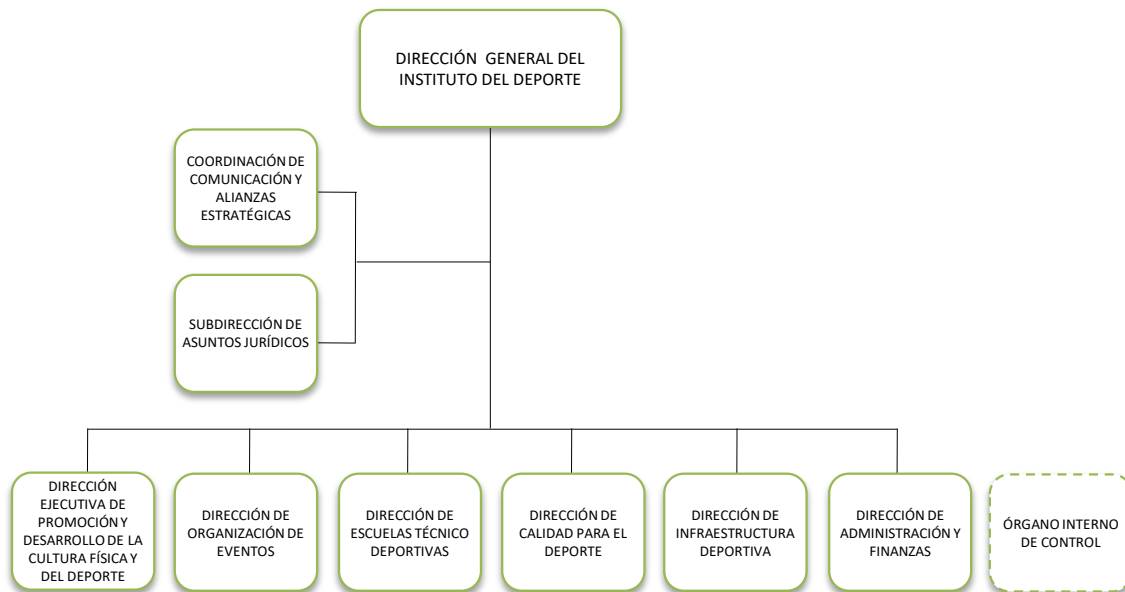 DIRECCIÓN GENERAL DEL
INSTITUTO DEL DEPORTE
COORDINACIÓN DE
COMUNICACIÓN Y
ALIANZAS
ESTRATÉGICAS
SUBDIRECCIÓN DE
ASUNTOS JURÍDICOS
DIRECCIÓN
EJECUTIVA DE
PROMOCIÓN Y
DESARROLLO DE LA
CULTURA FÍSICA Y
DEL DEPORTE
DIRECCIÓN DE
ORGANIZACIÓN DE
EVENTOS
DIRECCIÓN DE
ESCUELAS TÉCNICO
DEPORTIVAS
DIRECCIÓN DE
CALIDAD PARA EL
DEPORTE
DIRECCIÓN DE
INFRAESTRUCTURA
DEPORTIVA
DIRECCIÓN DE
ADMINISTRACIÓN Y
FINANZAS
ÓRGANO INTERNO
DE CONTROL